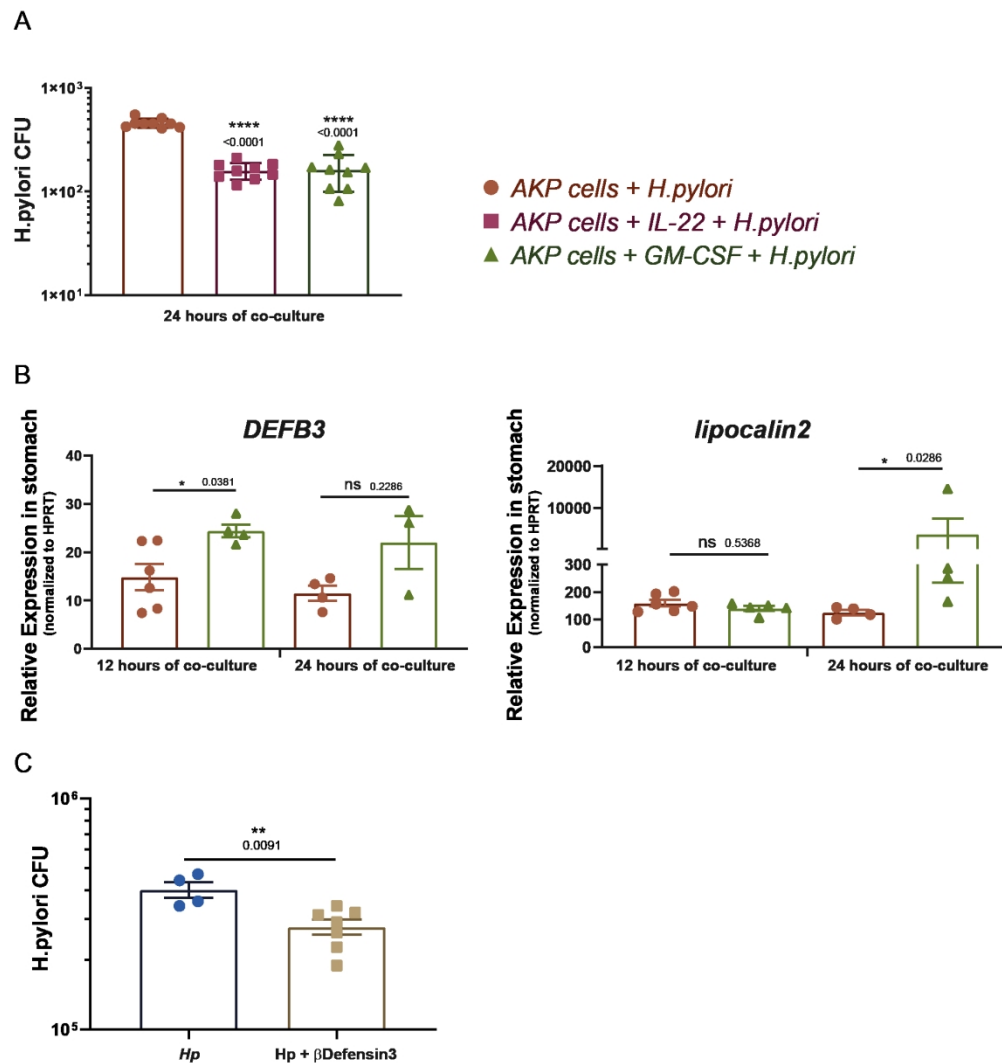 A
H.pylori CFU
1×10³
1×10²
1×10¹
****
<0.0001
****
<0.0001
24 hours of co-culture
AKP cells + H.pylori
AKP cells + IL-22 + H.pylori
AKP cells + GM-CSF + H.pylori
B
DEFB3
Relative Expression in stomach
(normalized to HPRT)
40
30
20
10
0
* 0.0381
ns 0.2286
12 hours of co-culture
24 hours of co-culture
lipocalin2
Relative Expression in stomach
(normalized to HPRT)
20000
10000
300
200
100
0
ns 0.5368
* 0.0286
12 hours of co-culture
24 hours of co-culture
C
H.pylori CFU
10⁶
10⁵
**
0.0091
Hp
Hp + βDefensin3